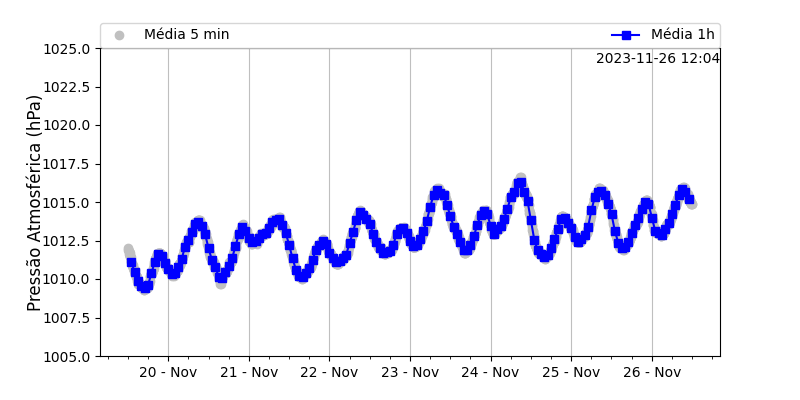 Média 5 min
Média 1h
2023-11-26 12:04
Pressão Atmosférica (hPa)
1025.0
1022.5
1020.0
1017.5
1015.0
1012.5
1010.0
1007.5
1005.0
20 - Nov
21 - Nov
22 - Nov
23 - Nov
24 - Nov
25 - Nov
26 - Nov